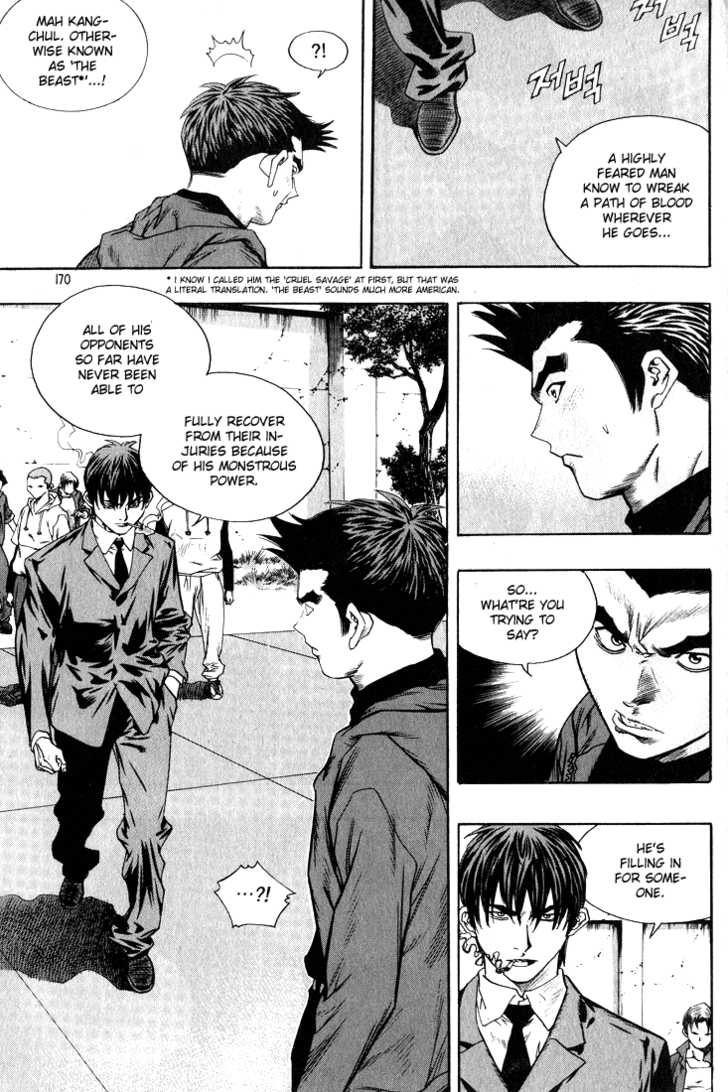 MAH KANG-
CHUL. OTHER-
WISE KNOWN
AS 'THE
BEAST*'...!
?!
저벅
저벅
A HIGHLY
FEARED MAN
KNOW TO WREAK
A PATH OF BLOOD
WHEREVER
HE GOES...
170
* I KNOW I CALLED HIM THE 'CRUEL SAVAGE' AT FIRST, BUT THAT WAS
A LITERAL TRANSLATION. 'THE BEAST' SOUNDS MUCH MORE AMERICAN.
ALL OF HIS
OPPONENTS
SO FAR HAVE
NEVER BEEN
ABLE TO
FULLY RECOVER
FROM THEIR IN-
JURIES BECAUSE
OF HIS MONSTROUS
POWER.
...?!
SO...
WHAT'RE YOU
TRYING TO
SAY?
HE'S
FILLING IN
FOR SOME-
ONE.